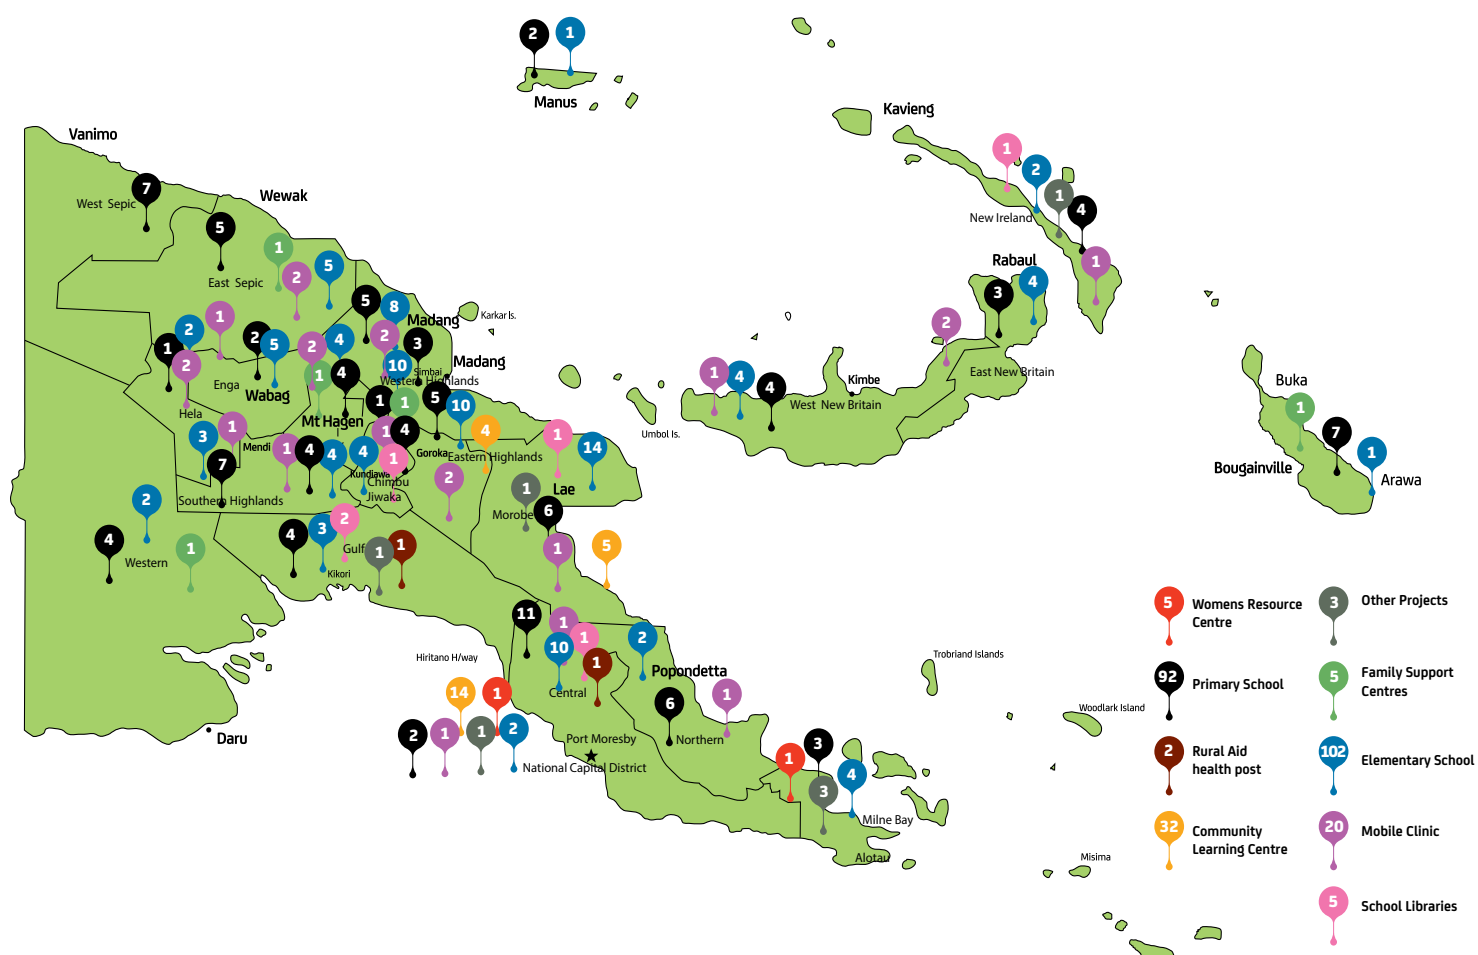 2
1
Manus
Kavieng
Vanimo
1
2
1
4
New Ireland
1
7
West Sepic
Wewak
5
East Sepic
1
2
5
Rabaul
3
4
2
East New Britain
5
8
Madang
Karkar Is.
2
3
Simbai
Madang
10
Western Highlands
1
2
1
2
Hela
Enga
2
5
Wabag
2
4
1
4
Mt Hagen
1
1
5
10
1
4
4
Eastern Highlands
Goroka
1
4
Kundiawa
Chimbu
Jiwaka
1
14
Lae
Umbol Is.
1
4
4
West New Britain
Kimbe
Buka
1
7
1
Bougainville
Arawa
3
1
Mendi
7
Southern Highlands
1
4
4
2
1
Morobe
6
1
5
2
4
Western
1
4
3
2
Gulf
Kikori
1
1
11
1
1
10
1
Central
2
Hiritano H/way
Popondetta
6
1
Northern
14
1
2
1
1
2
Port Moresby
National Capital District
Daru
1
3
3
4
Milne Bay
Alotau
Trobriand Islands
Woodlark Island
Misima
5
Womens Resource
Centre
92
Primary School
2
Rural Aid
health post
32
Community
Learning Centre
3
Other Projects
5
Family Support
Centres
102
Elementary School
20
Mobile Clinic
5
School Libraries